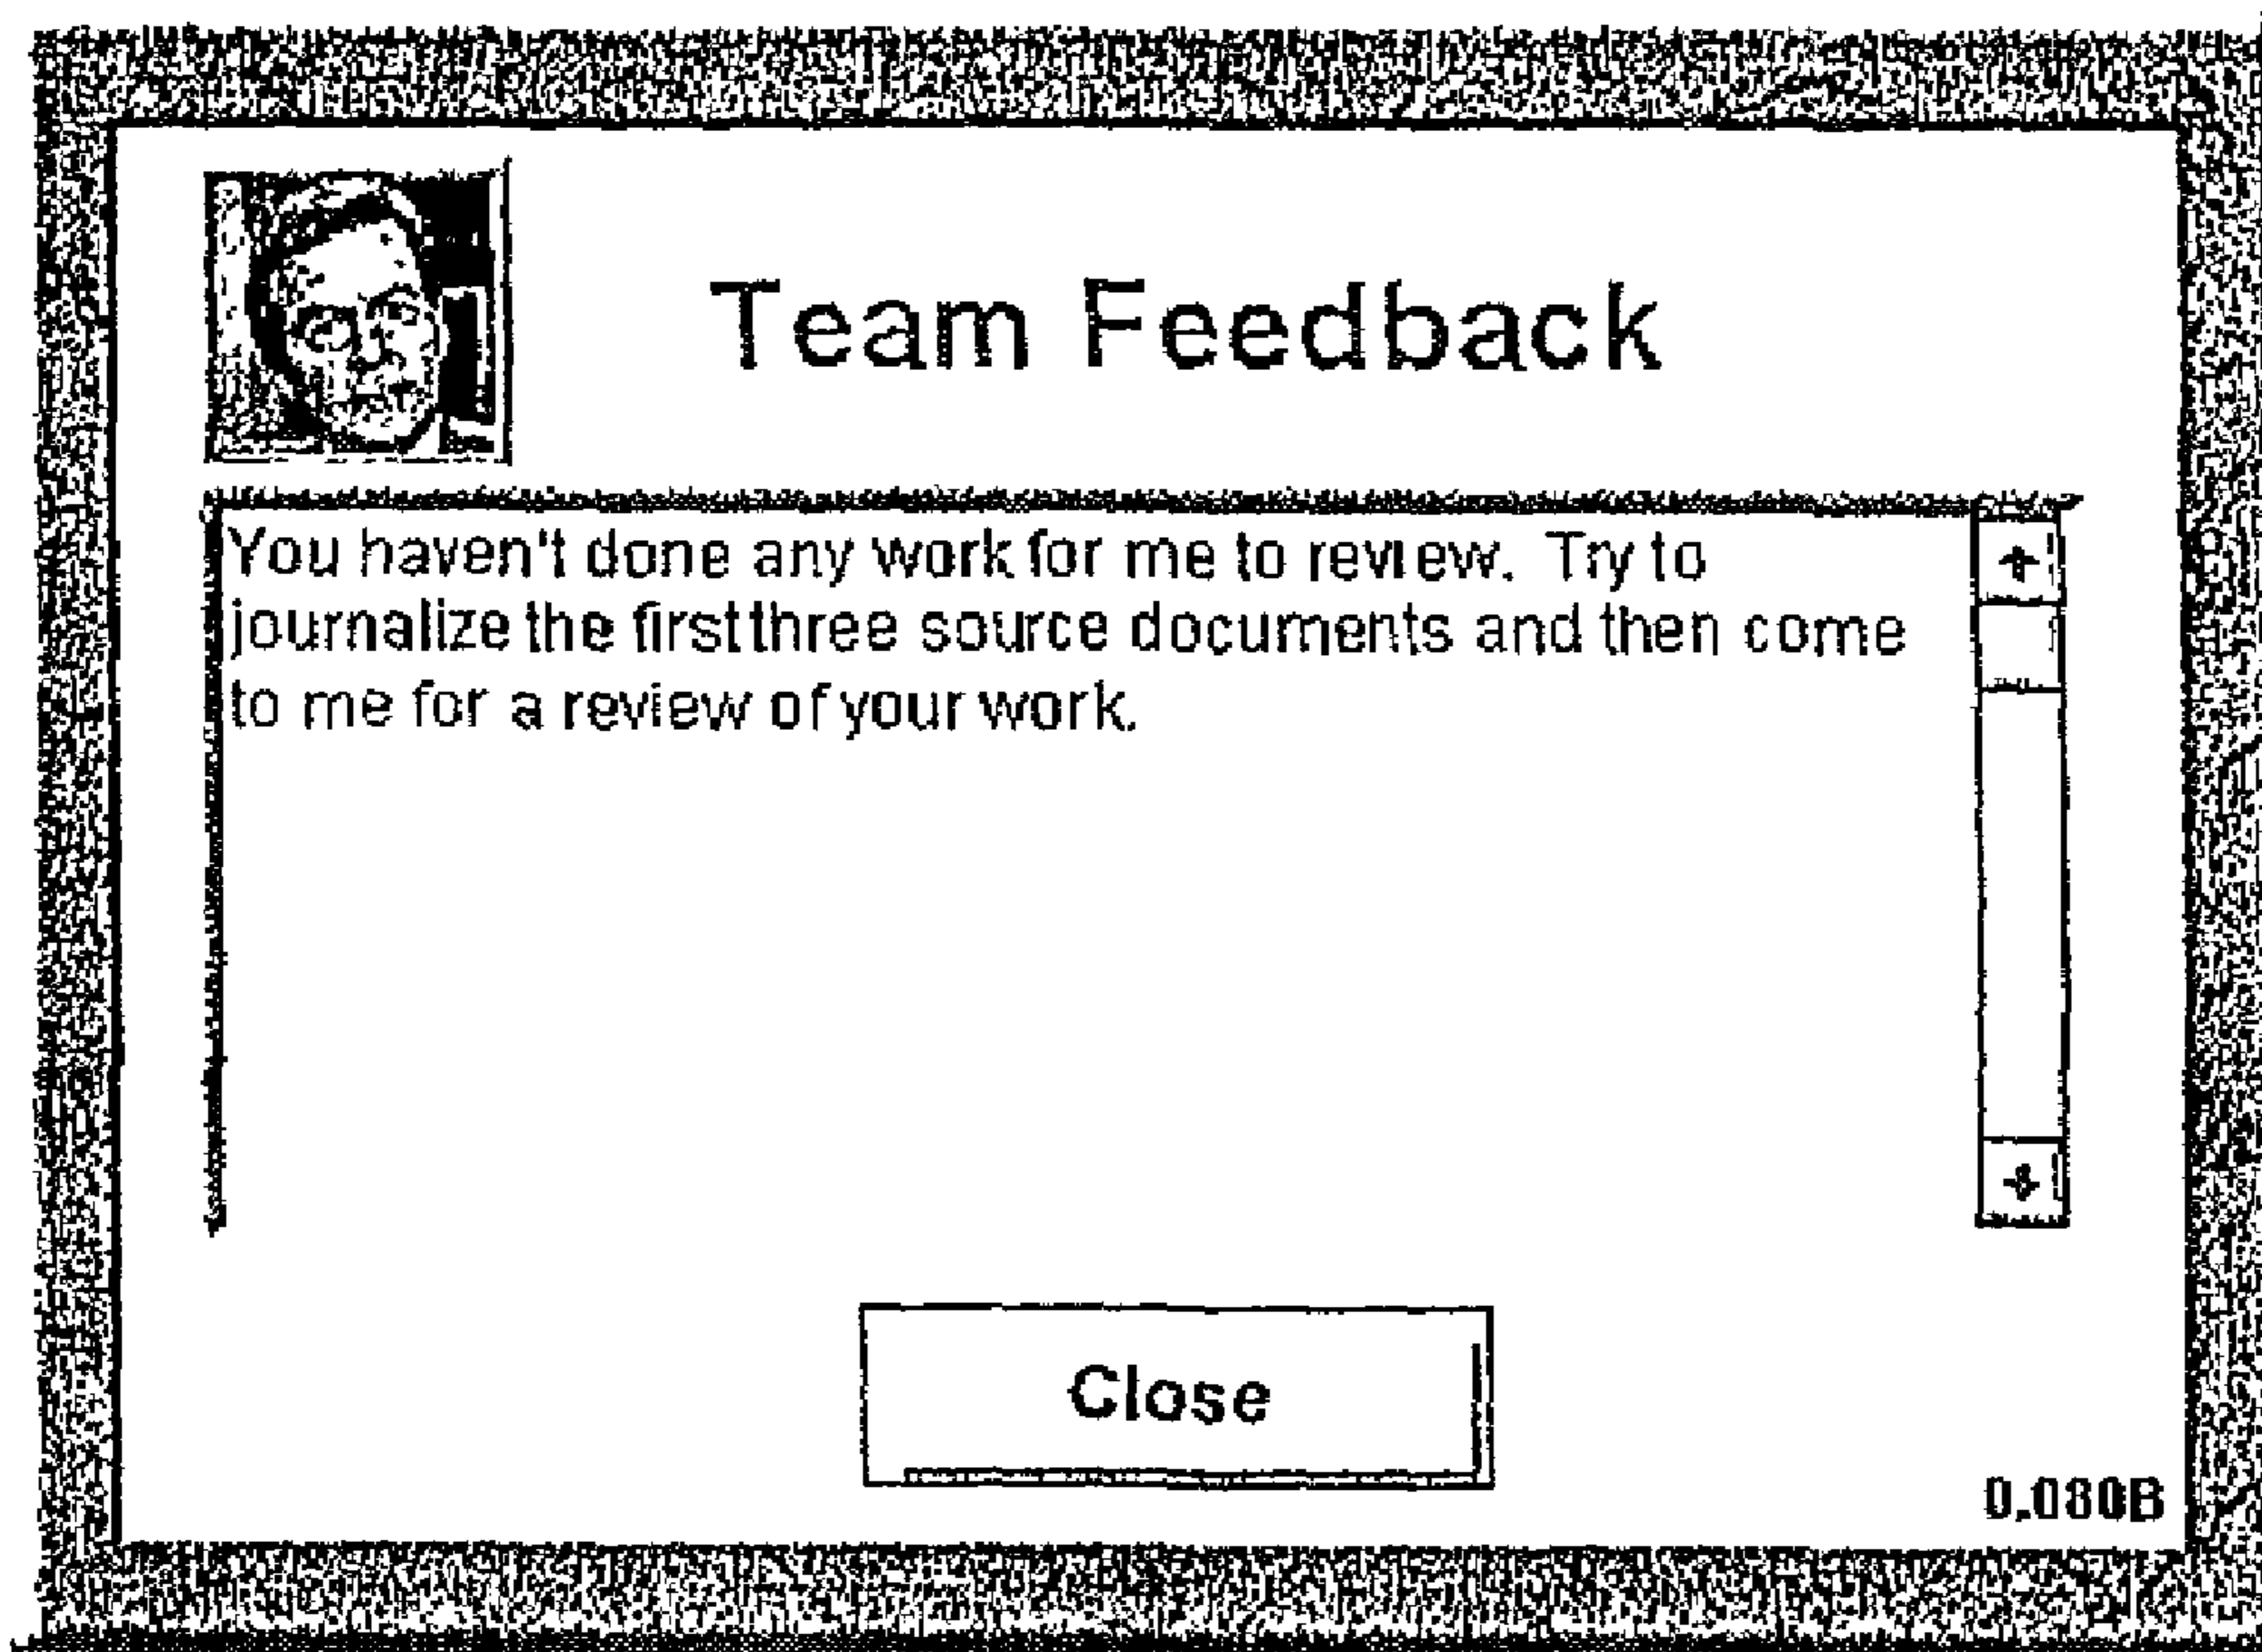 Team Feedback
You haven't done any work for me to review. Try to
journalize the first three source documents and then come
to me for a review of your work.
Close
0.080B